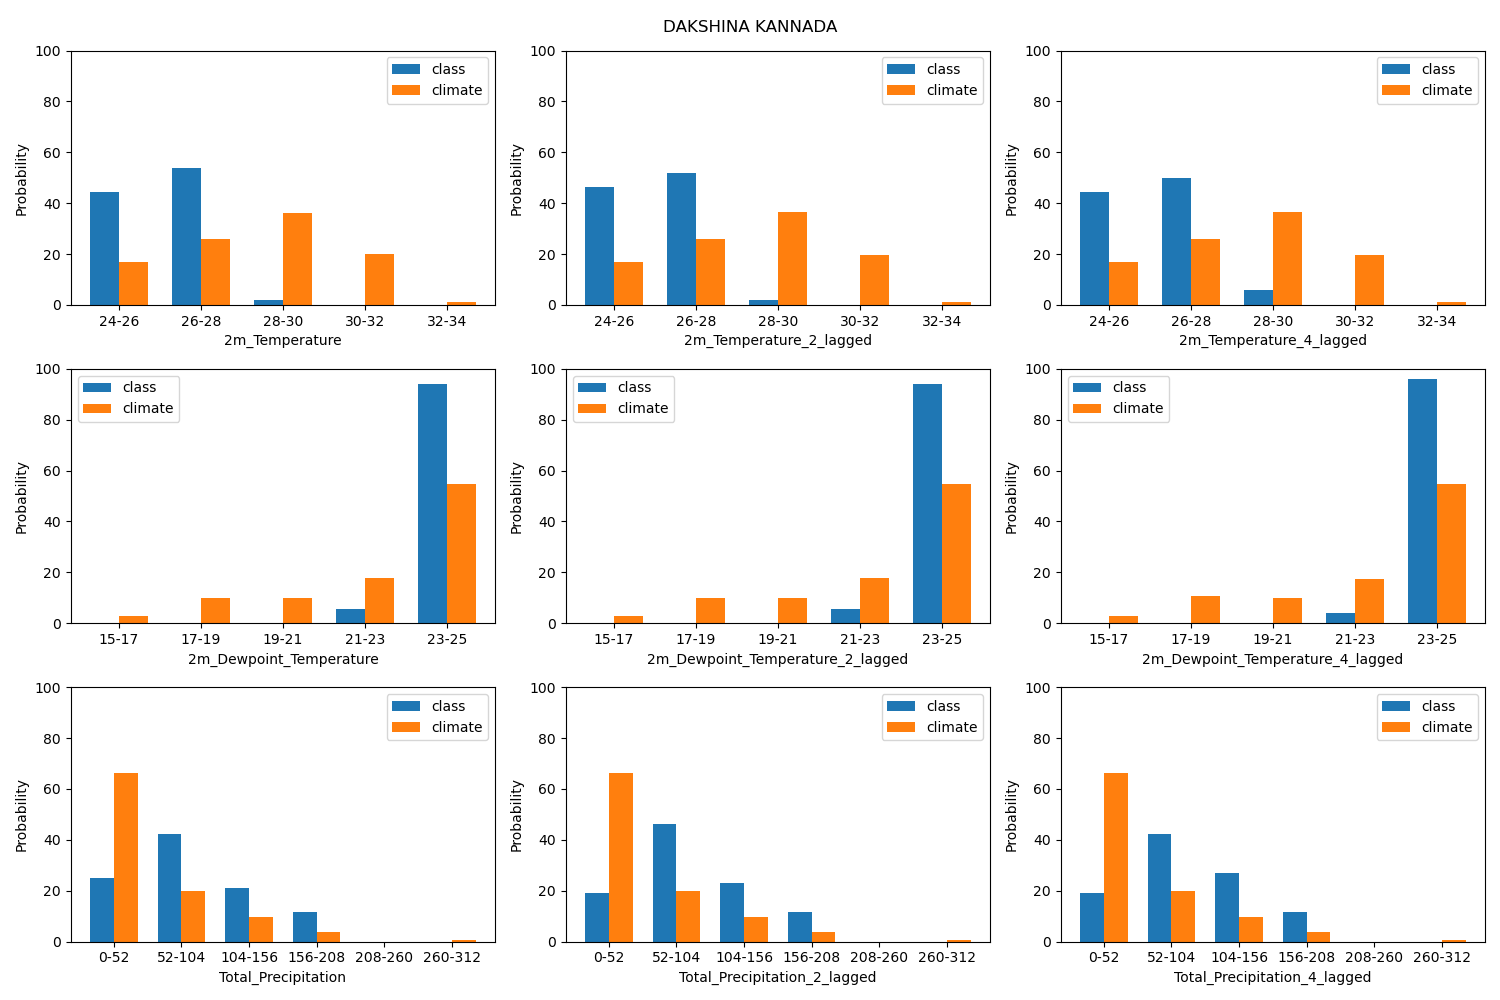 DAKSHINA KANNADA
100
80
60
40
20
0
Probability
class
climate
24-26 26-28 28-30 30-32 32-34
2m_Temperature
100
80
60
40
20
0
Probability
class
climate
24-26 26-28 28-30 30-32 32-34
2m_Temperature_2_lagged
100
80
60
40
20
0
Probability
class
climate
24-26 26-28 28-30 30-32 32-34
2m_Temperature_4_lagged
100
80
60
40
20
0
Probability
class
climate
15-17 17-19 19-21 21-23 23-25
2m_Dewpoint_Temperature
100
80
60
40
20
0
Probability
class
climate
15-17 17-19 19-21 21-23 23-25
2m_Dewpoint_Temperature_2_lagged
100
80
60
40
20
0
Probability
class
climate
15-17 17-19 19-21 21-23 23-25
2m_Dewpoint_Temperature_4_lagged
100
80
60
40
20
0
Probability
class
climate
0-52 52-104 104-156 156-208 208-260 260-312
Total_Precipitation
100
80
60
40
20
0
Probability
class
climate
0-52 52-104 104-156 156-208 208-260 260-312
Total_Precipitation_2_lagged
100
80
60
40
20
0
Probability
class
climate
0-52 52-104 104-156 156-208 208-260 260-312
Total_Precipitation_4_lagged